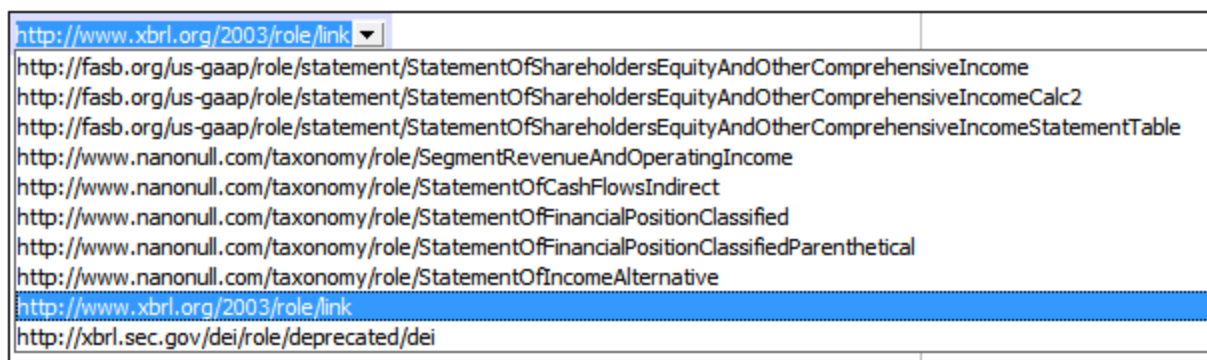 http://www.xbrl.org/2003/role/link
http://fasb.org/us-gaap/role/statement/StatementOfShareholdersEquityAndOtherComprehensiveIncome
http://fasb.org/us-gaap/role/statement/StatementOfShareholdersEquityAndOtherComprehensiveIncomeCalc2
http://fasb.org/us-gaap/role/statement/StatementOfShareholdersEquityAndOtherComprehensiveIncomeStatementTable
http://www.nanonull.com/taxonomy/role/SegmentRevenueAndOperatingIncome
http://www.nanonull.com/taxonomy/role/StatementOfCashFlowsIndirect
http://www.nanonull.com/taxonomy/role/StatementOfFinancialPositionClassified
http://www.nanonull.com/taxonomy/role/StatementOfFinancialPositionClassifiedParenthetical
http://www.nanonull.com/taxonomy/role/StatementOfIncomeAlternative
http://www.xbrl.org/2003/role/link
http://xbrl.sec.gov/dei/role/deprecated/dei